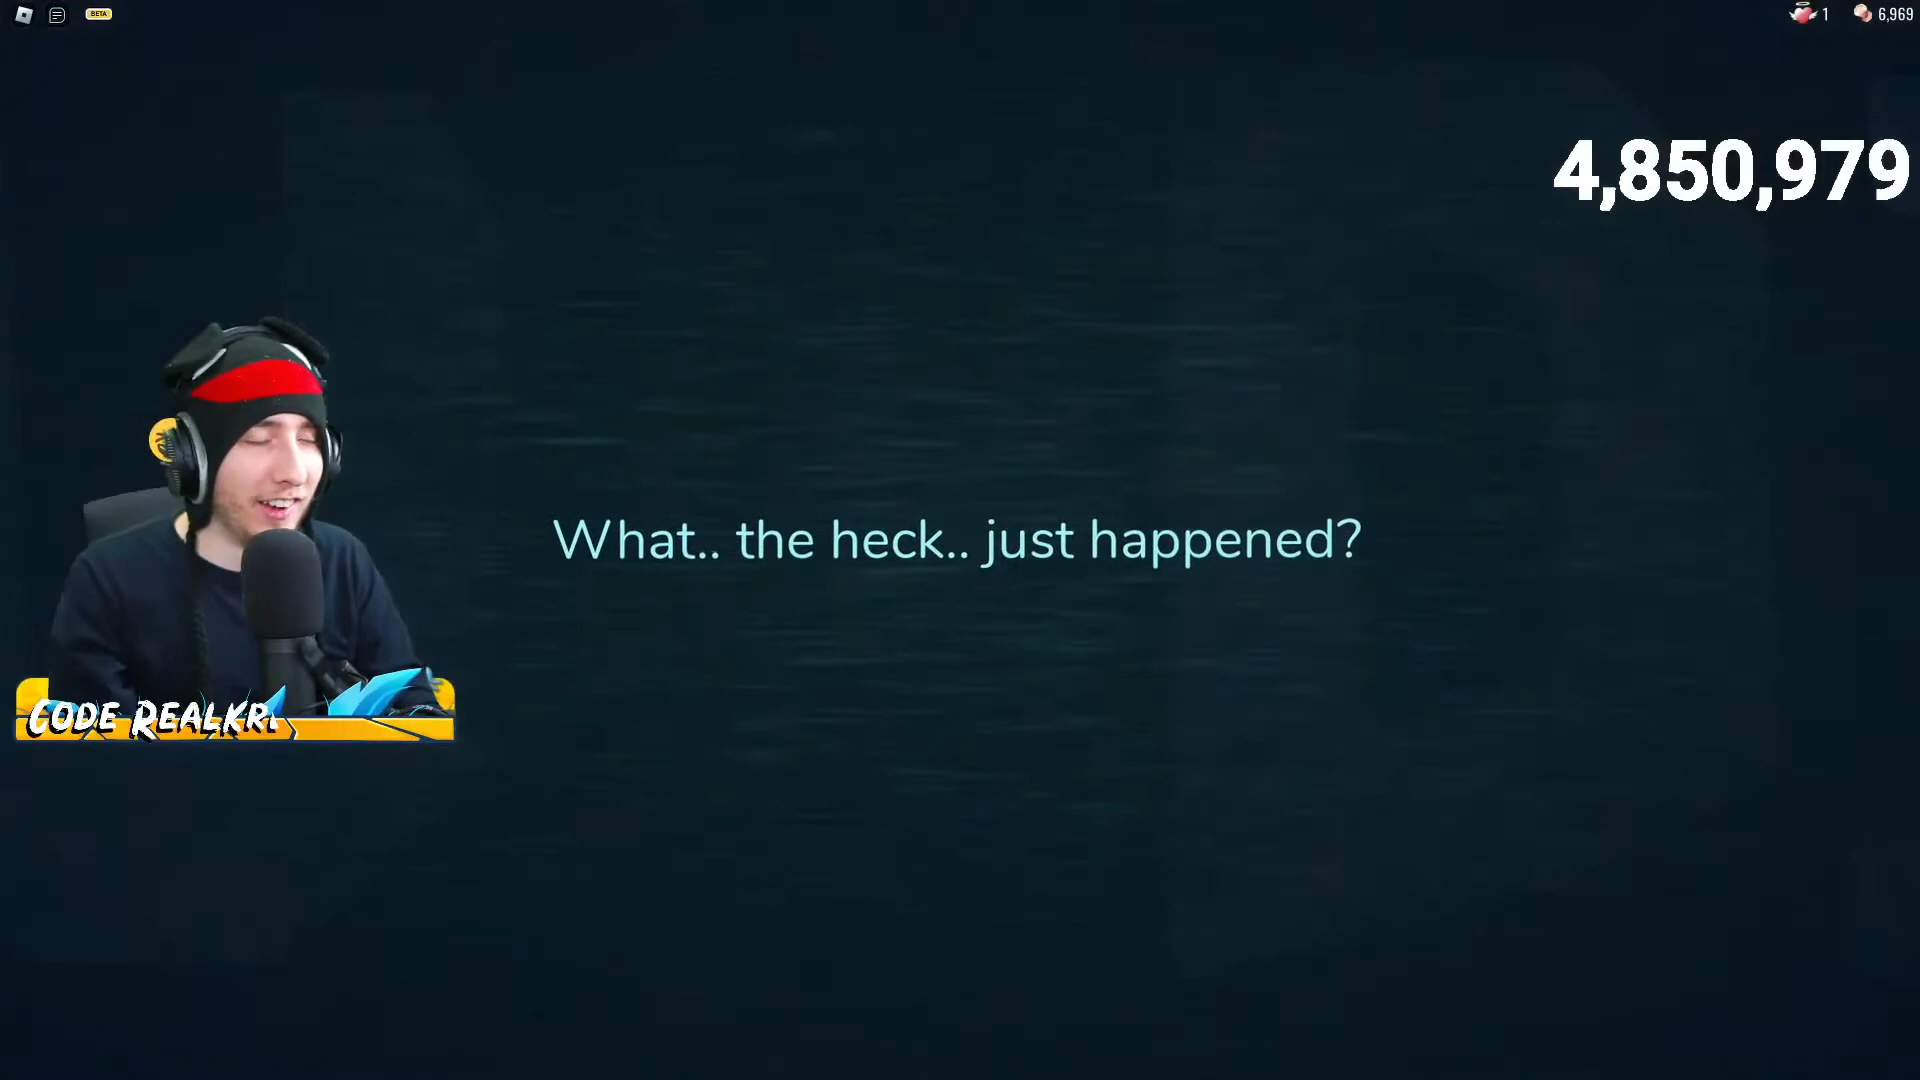 BETA
1 6,969
4,850,979
What.. the heck.. just happened?
CODE REALKR